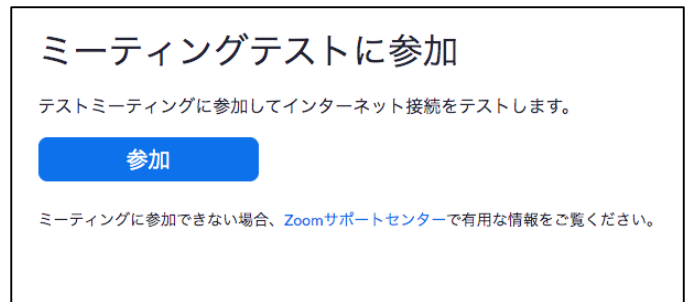 ミーティングテストに参加
テストミーティングに参加してインターネット接続をテストします。
参加
ミーティングに参加できない場合、Zoomサポートセンターで有用な情報をご覧ください。